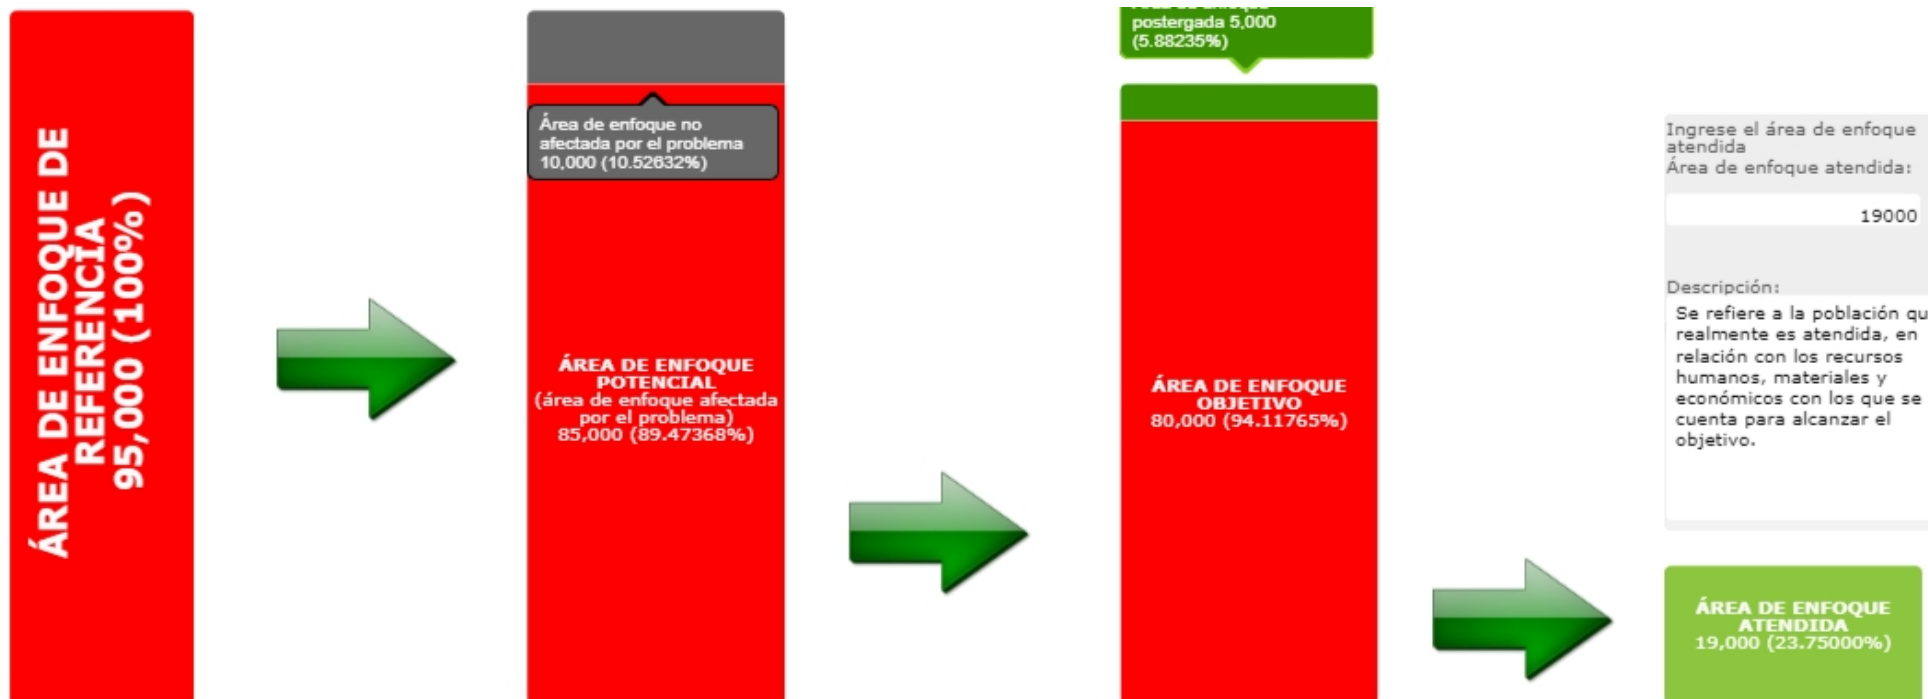 ÁREA DE ENFOQUE DE
REFERENCIA
95,000 (100%)
Área de enfoque no
afectada por el problema
10,000 (10.52632%)
ÁREA DE ENFOQUE
POTENCIAL
(área de enfoque afectada
por el problema)
85,000 (89.47368%)
postergada 5,000
(5.88235%)
ÁREA DE ENFOQUE
OBJETIVO
80,000 (94.11765%)
Ingrese el área de enfoque
atendida
Área de enfoque atendida:
19000
Descripción:
Se refiere a la población qu
realmente es atendida, en
relación con los recursos
humanos, materiales y
económicos con los que se
cuenta para alcanzar el
objetivo.
ÁREA DE ENFOQUE
ATENDIDA
19,000 (23.75000%)